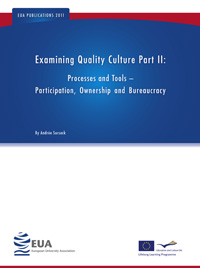 EUA PUBLICATIONS 2011
Examining Quality Culture Part II:
Processes and Tools –
Participation, Ownership and Bureaucracy
By Andrée Sursock
EUA
European University Association
Lifelong Learning Programme